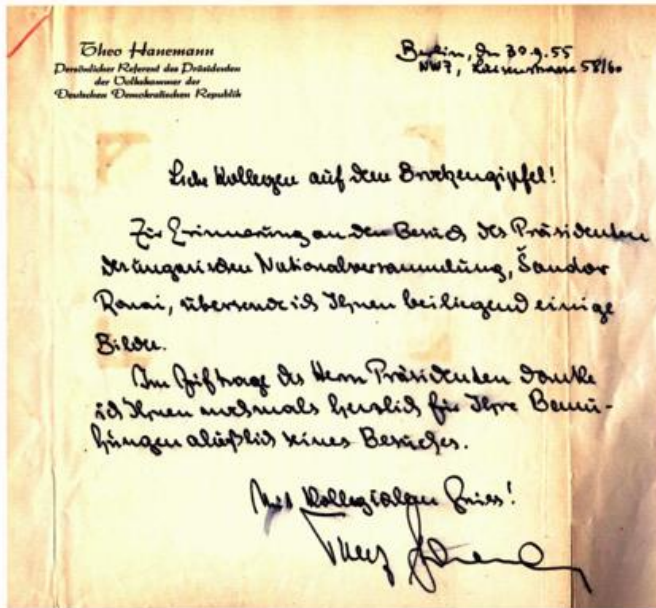 Theo Hanemann
Persönlicher Referent des Präsidenten
der Volkskammer der
Deutschen Demokratischen Republik
Berlin, den 30.9.55
NW7, Luisenstrasse 58/60
Liebe Kollegen auf dem Brockengipfel!
Zur Erinnerung an den Besuch des Präsidenten
der ungarischen Nationalversammlung, Šandor
Ronai, übersende ich Ihnen beiliegend einige
Bilder.
Im Auftrage des Herrn Präsidenten danke
ich Ihnen nochmals herzlich für Ihre Bemü-
hungen aläßlich seines Besuches.
Mit Kollegialen Gruss!